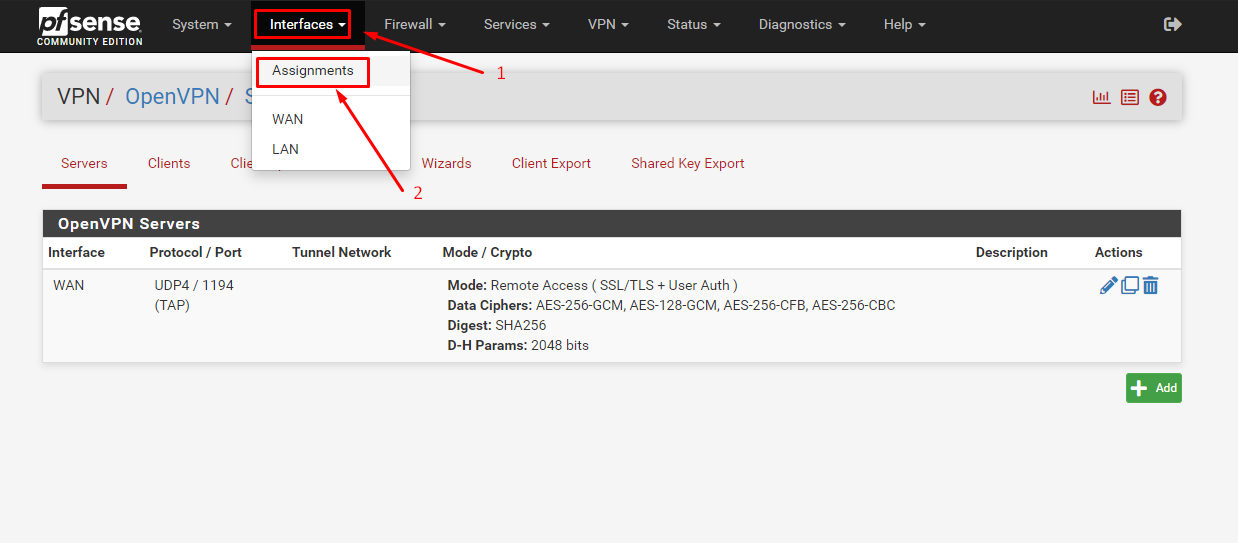 pfsense
COMMUNITY EDITION
System Interfaces Firewall Services VPN Status Diagnostics Help
1
Assignments
WAN
LAN
2
VPN / OpenVPN /
Servers Clients Wizards Client Export Shared Key Export
OpenVPN Servers
Interface Protocol / Port Tunnel Network Mode / Crypto Description Actions
WAN UDP4 / 1194 Mode: Remote Access ( SSL/TLS + User Auth )
(TAP) Data Ciphers: AES-256-GCM, AES-128-GCM, AES-256-CFB, AES-256-CBC
Digest: SHA256
D-H Params: 2048 bits
Add